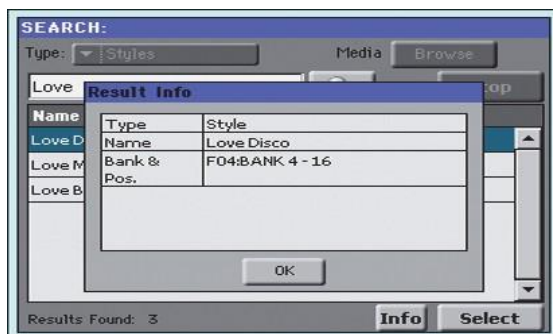 SEARCH:
Type: Styles Media Browse
Love
Result Info
Name
Type Style
Love D
Name Love Disco
Love M
Bank & F04:BANK 4 - 16
Pos.
Love B
OK
Results Found: 3 Info Select